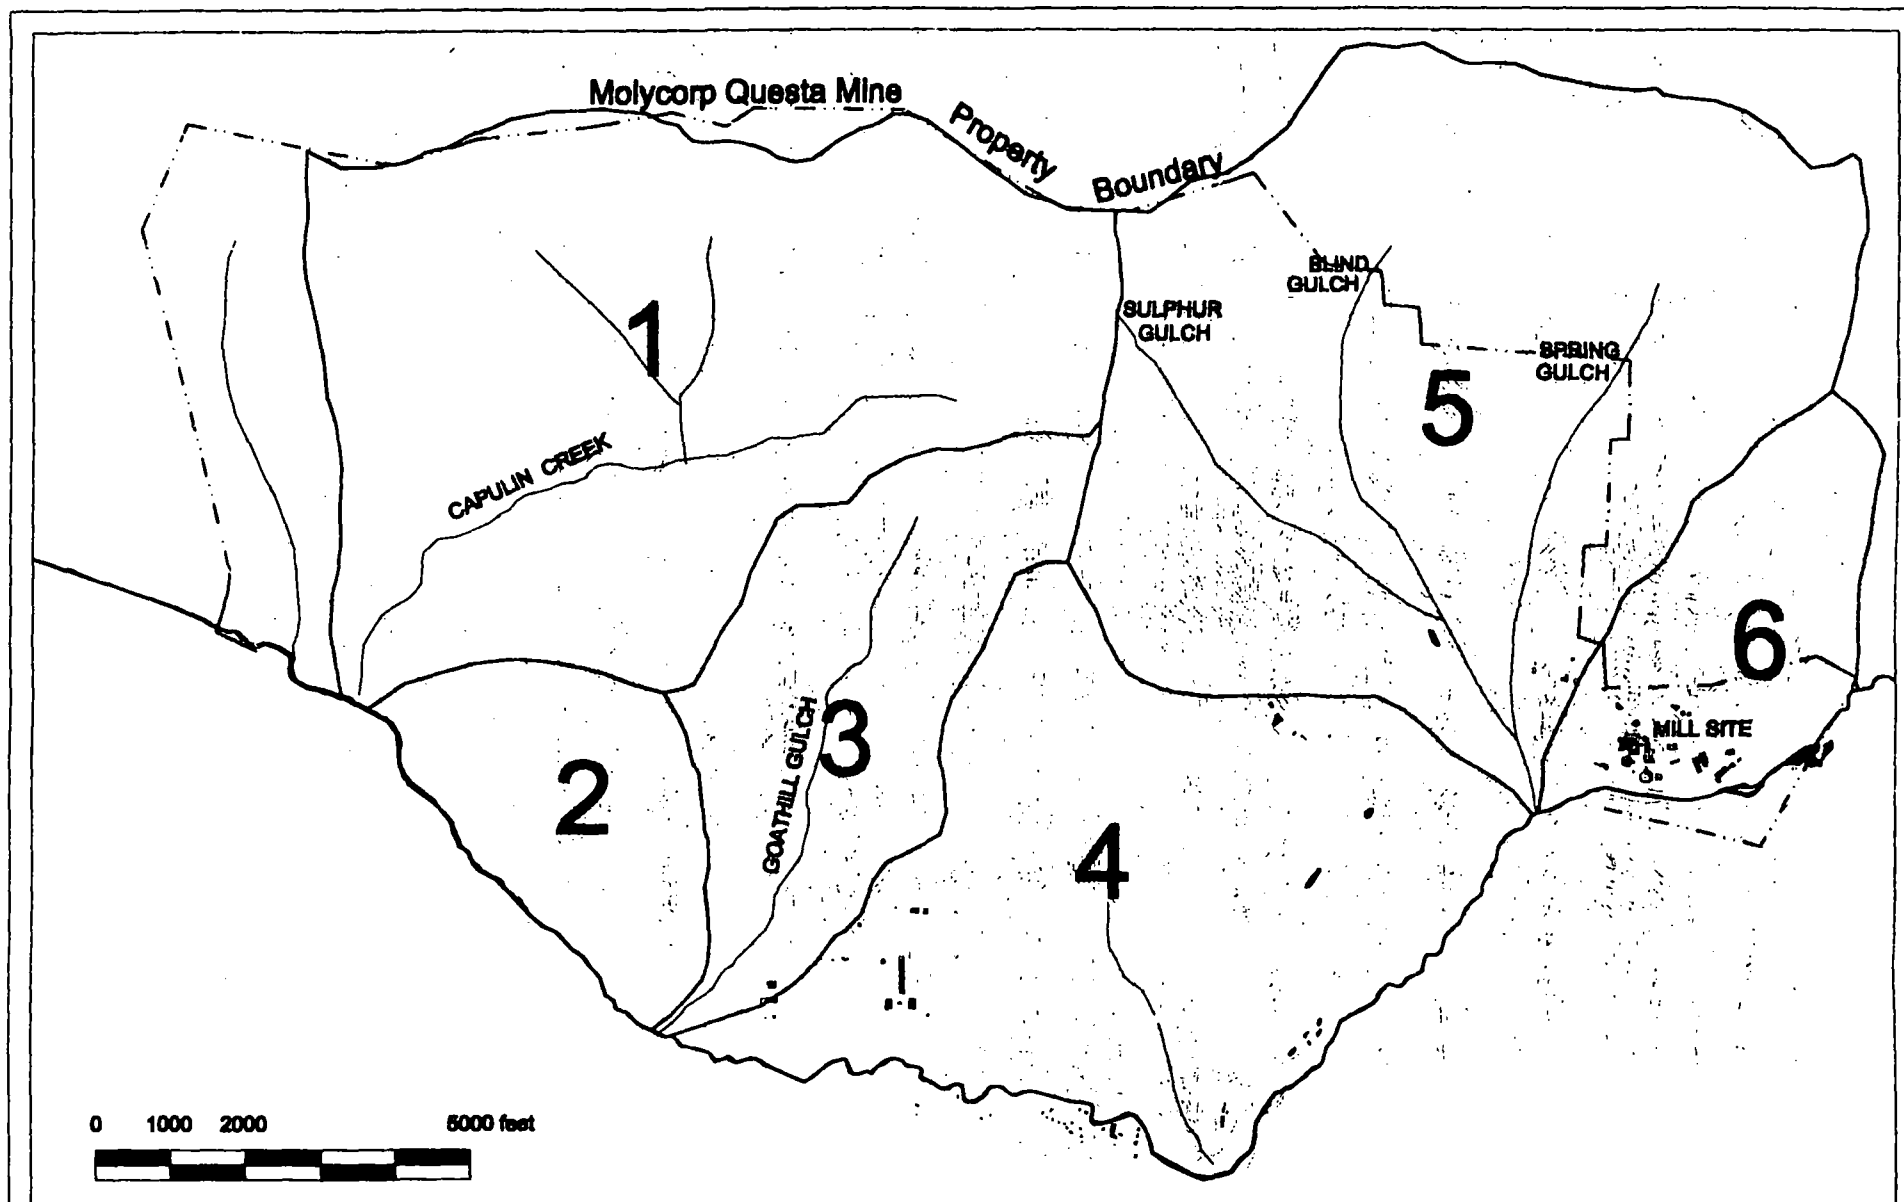 Molycorp Questa Mine
Property
Boundary
BLIND
GULCH
SULPHUR
GULCH
1
SPRING
GULCH
5
CAPULIN CREEK
6
GOATHILL GULCH
3
MILL SITE
2
4
0 1000 2000 5000 feet